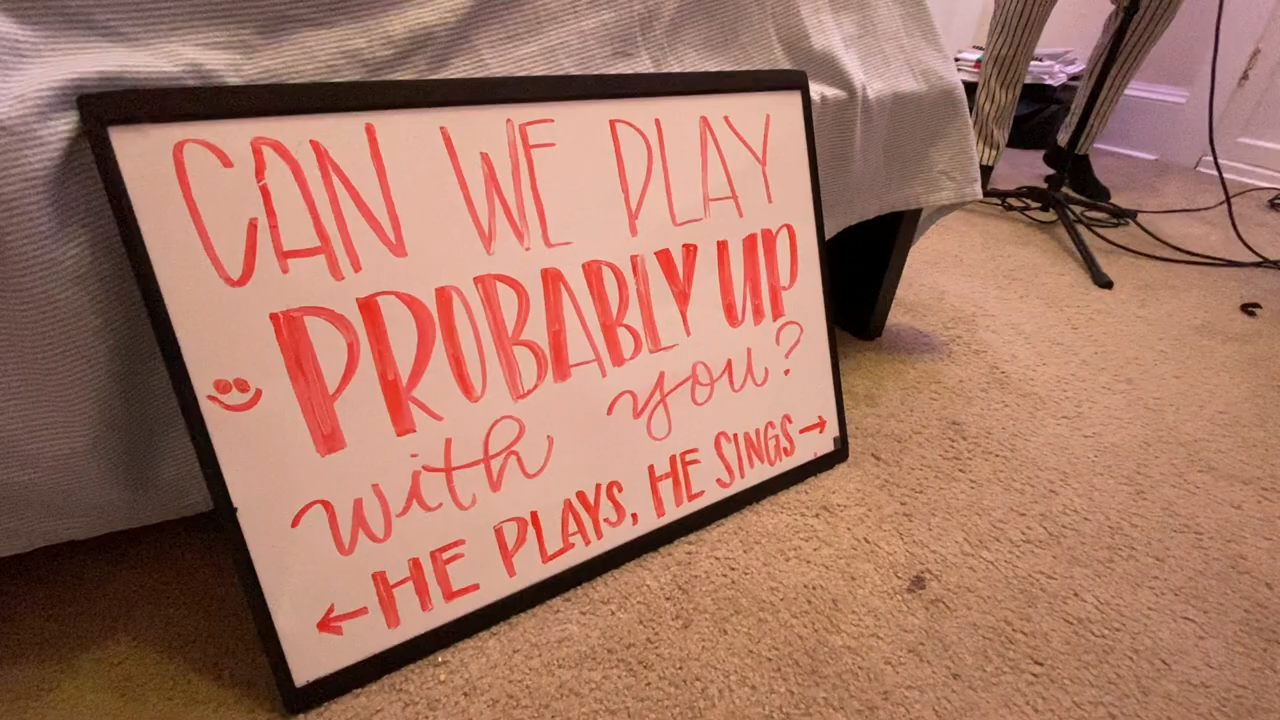 CAN WE PLAY
PROBABLY UP
with you?
← HE PLAYS, HE SINGS →